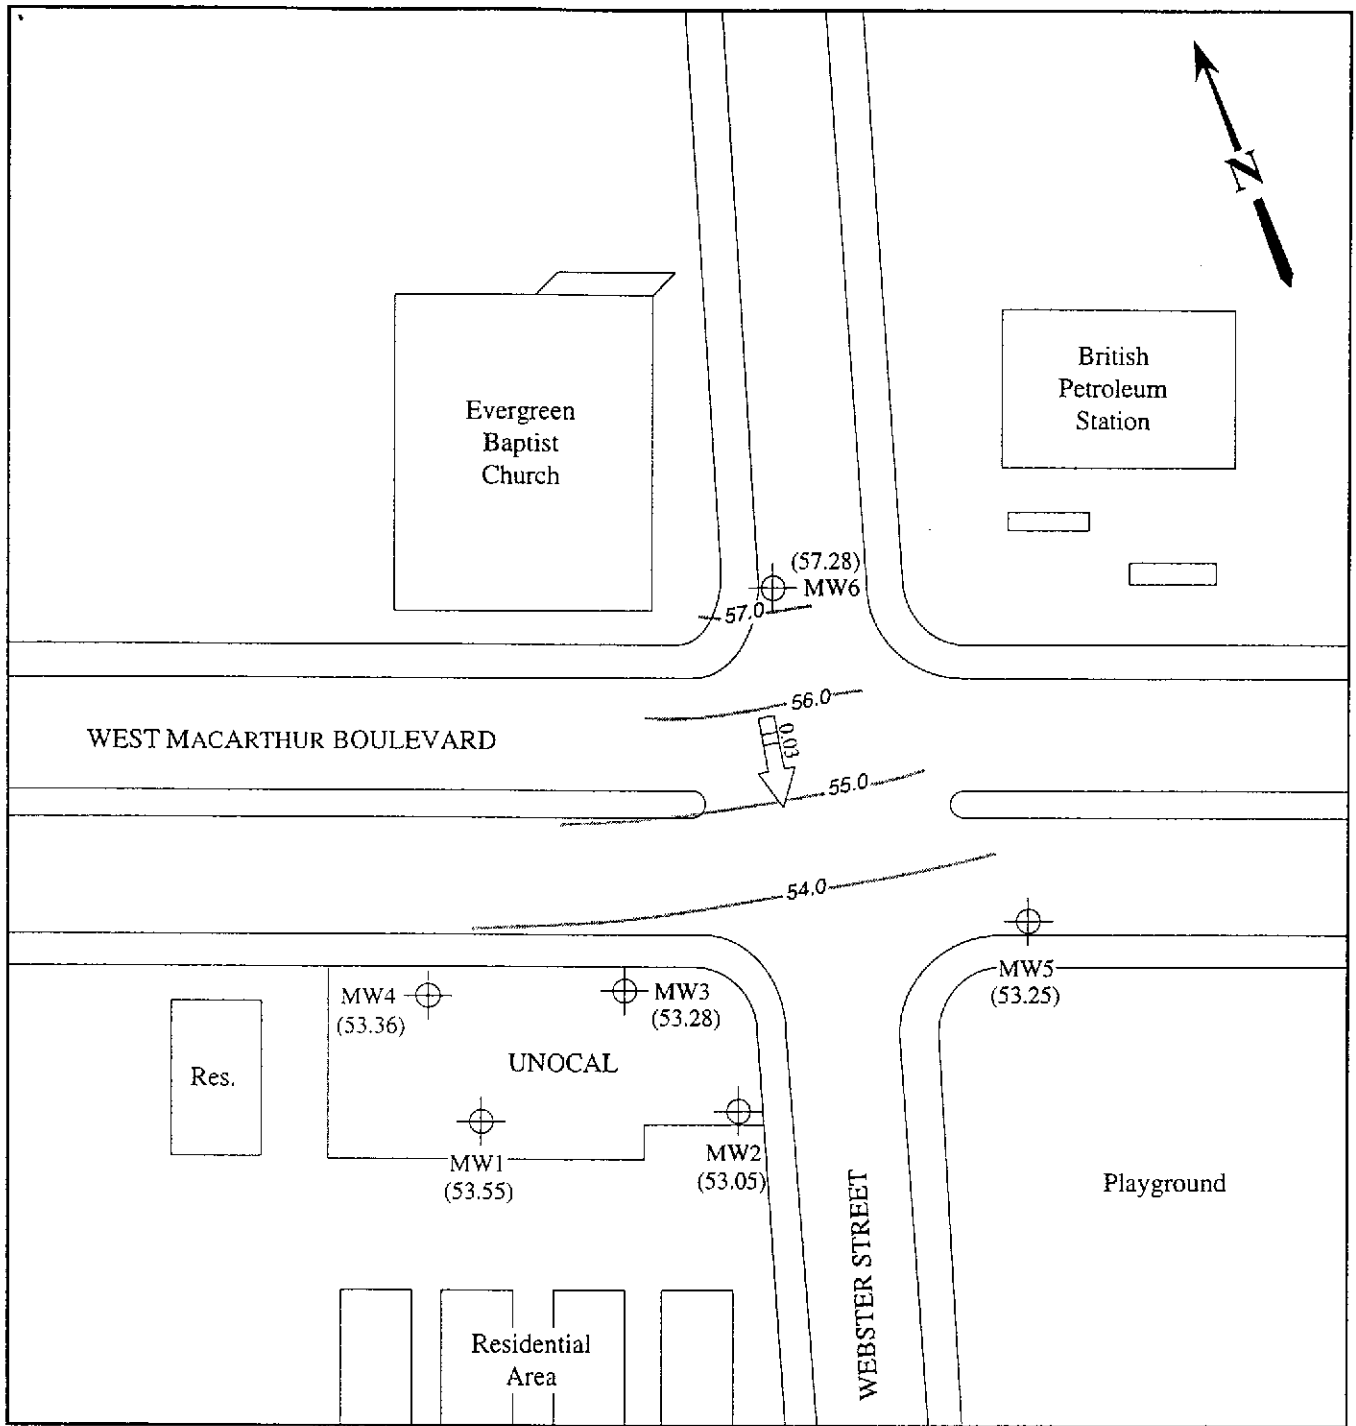 N
British
Petroleum
Station
Evergreen
Baptist
Church
(57.28)
MW6
57.0
56.0
WEST MACARTHUR BOULEVARD
0.03
55.0
54.0
MW5
(53.25)
MW4
(53.36)
MW3
(53.28)
UNOCAL
Res.
MW1
(53.55)
MW2
(53.05)
Playground
WEBSTER STREET
Residential
Area